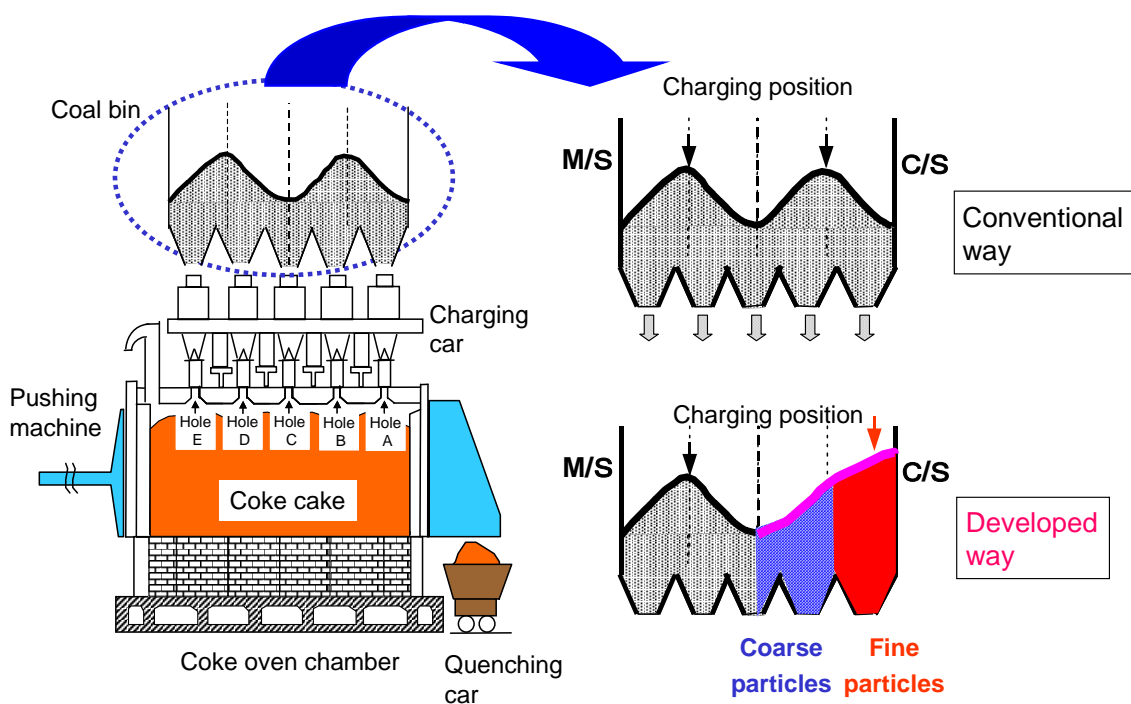 Coal bin
Charging
car
Pushing
machine
Hole
E
Hole
D
Hole
C
Hole
B
Hole
A
Coke cake
Coke oven chamber
Quenching
car
Charging position
M/S
C/S
Conventional
way
Charging position
M/S
C/S
Developed
way
Coarse
particles
Fine
particles